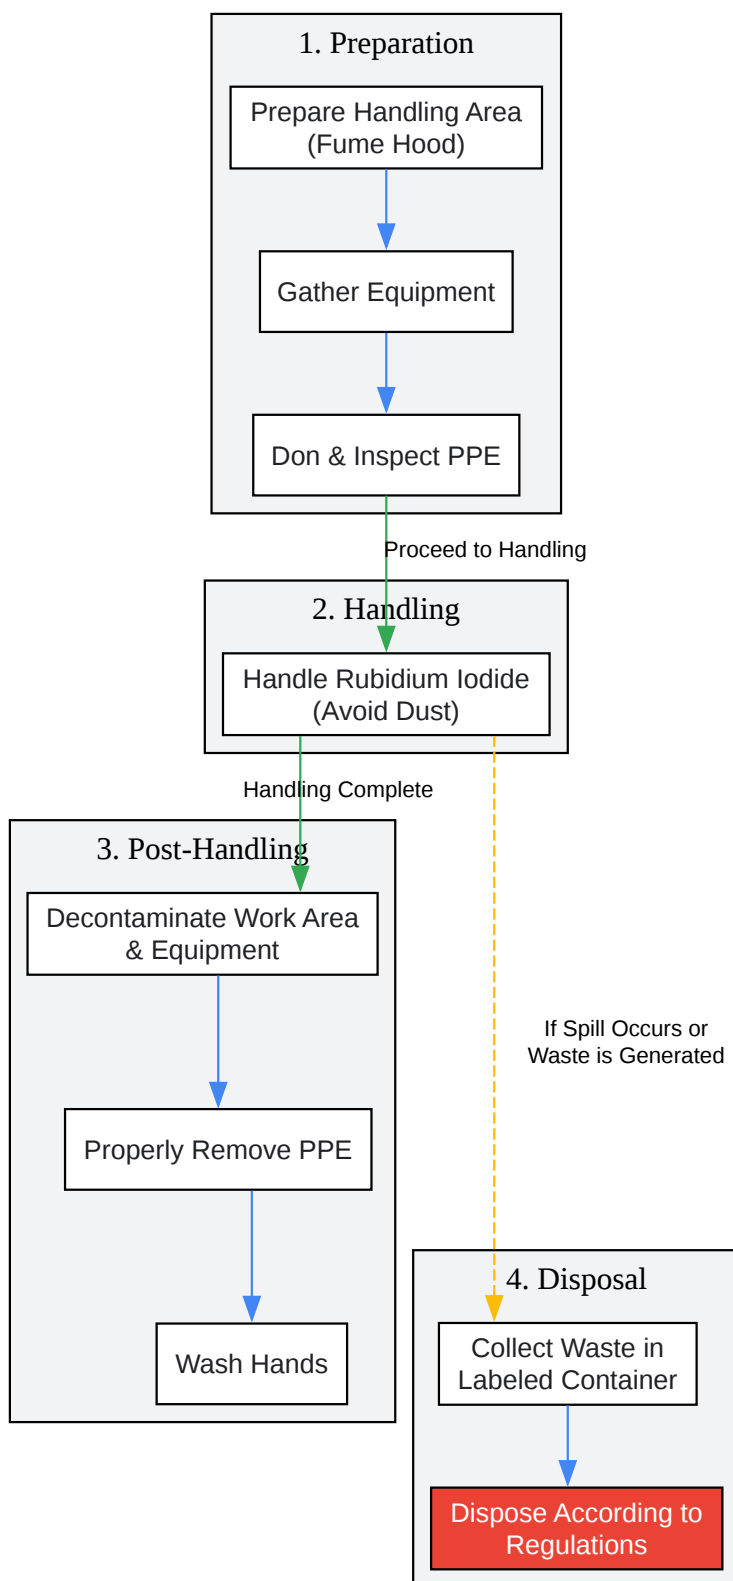 1. Preparation
Prepare Handling Area
(Fume Hood)
Gather Equipment
Don & Inspect PPE
Proceed to Handling
2. Handling
Handle Rubidium Iodide
(Avoid Dust)
Handling Complete
3. Post-Handling
Decontaminate Work Area
& Equipment
Properly Remove PPE
Wash Hands
If Spill Occurs or
Waste is Generated
4. Disposal
Collect Waste in
Labeled Container
Dispose According to
Regulations